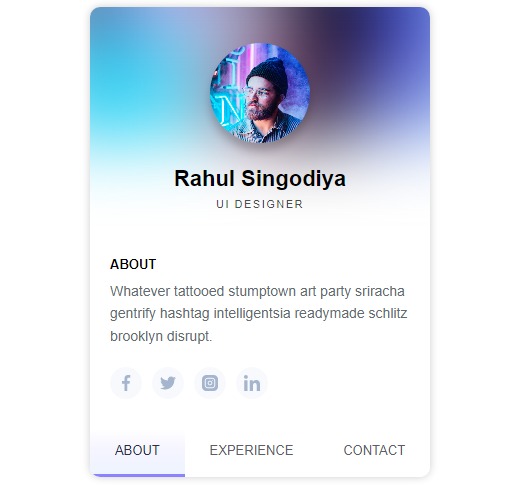 Rahul Singodiya
UI DESIGNER
ABOUT
Whatever tattooed stumptown art party sriracha
gentrify hashtag intelligentsia readymade schlitz
brooklyn disrupt.
ABOUT EXPERIENCE CONTACT